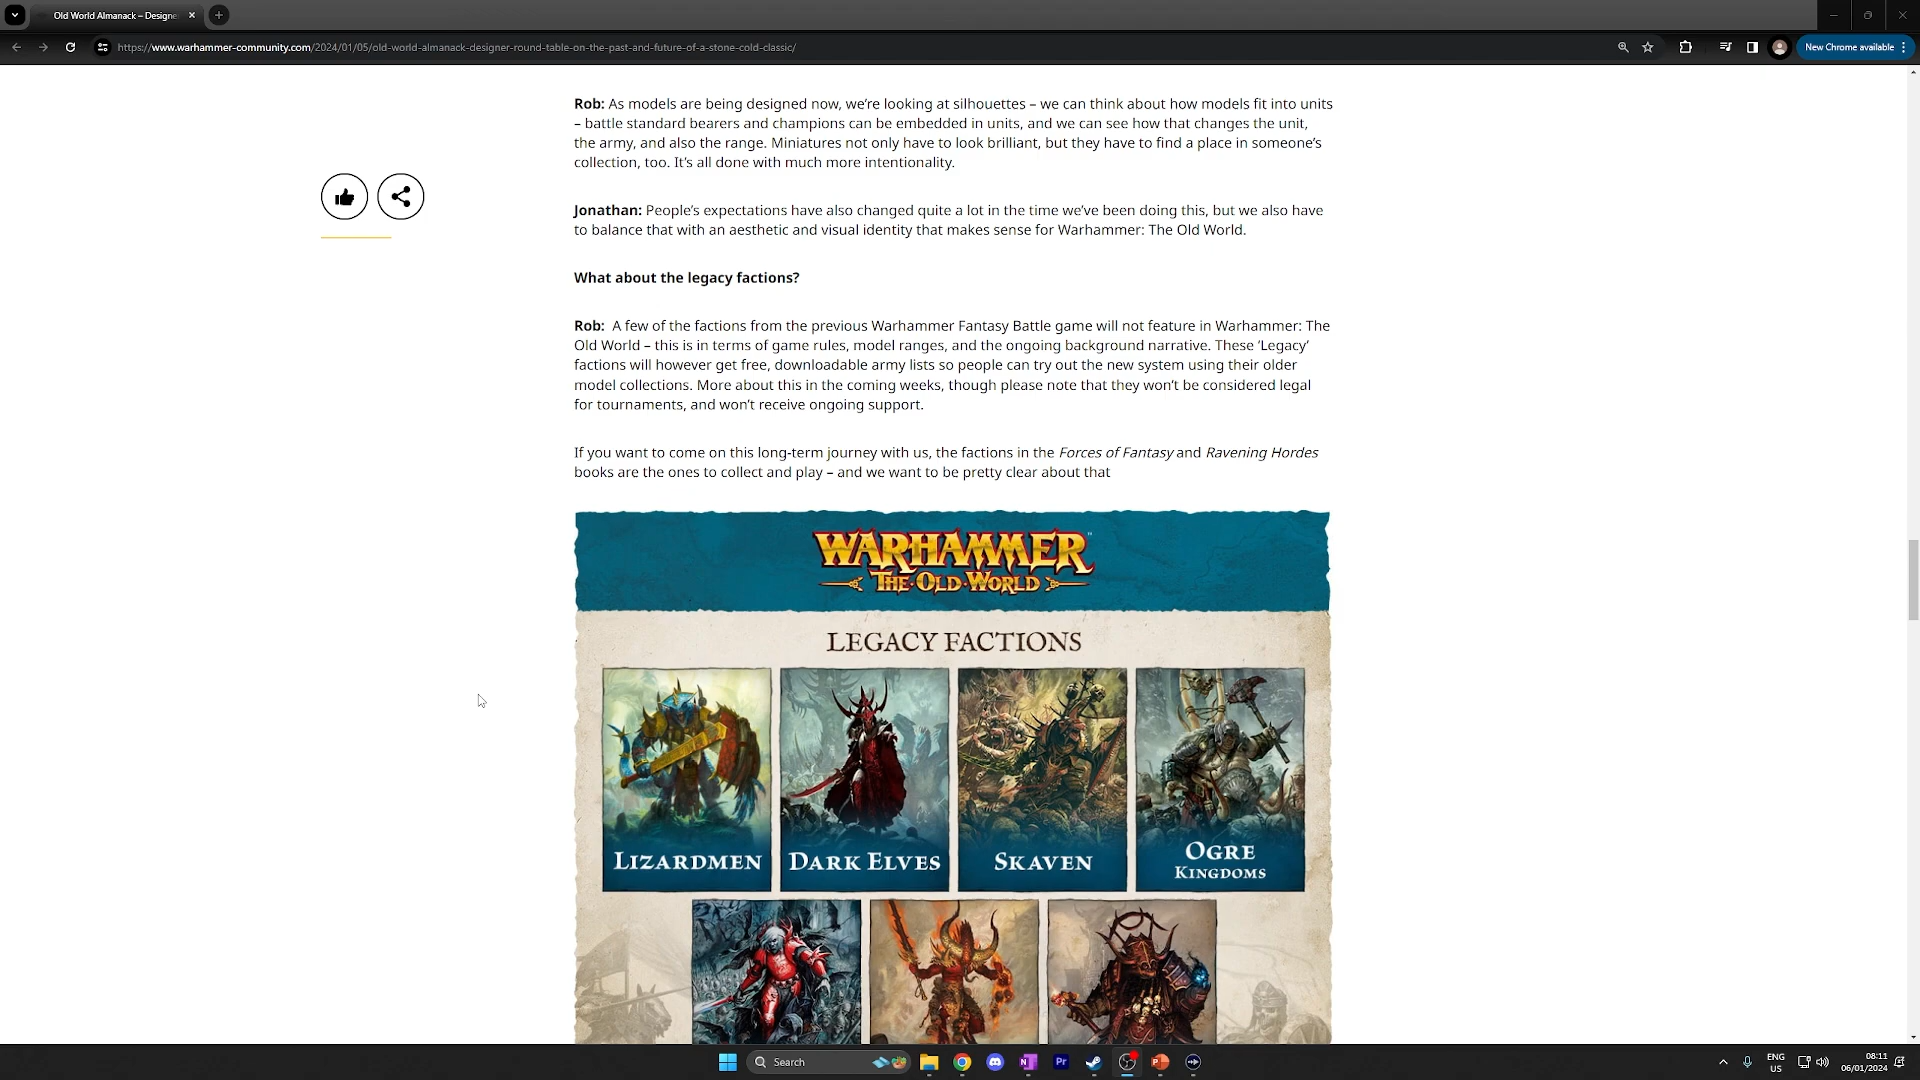 Old World Almanack – Designe
https://www.warhammer-community.com/2024/01/05/old-world-almanack-designer-round-table-on-the-past-and-future-of-a-stone-cold-classic/
New Chrome available
Rob: As models are being designed now, we’re looking at silhouettes – we can think about how models fit into units
– battle standard bearers and champions can be embedded in units, and we can see how that changes the unit,
the army, and also the range. Miniatures not only have to look brilliant, but they have to find a place in someone’s
collection, too. It’s all done with much more intentionality.
Jonathan: People’s expectations have also changed quite a lot in the time we’ve been doing this, but we also have
to balance that with an aesthetic and visual identity that makes sense for Warhammer: The Old World.
What about the legacy factions?
Rob: A few of the factions from the previous Warhammer Fantasy Battle game will not feature in Warhammer: The
Old World – this is in terms of game rules, model ranges, and the ongoing background narrative. These ‘Legacy’
factions will however get free, downloadable army lists so people can try out the new system using their older
model collections. More about this in the coming weeks, though please note that they won’t be considered legal
for tournaments, and won’t receive ongoing support.
If you want to come on this long-term journey with us, the factions in the Forces of Fantasy and Ravening Hordes
books are the ones to collect and play – and we want to be pretty clear about that
WARHAMMER
THE OLD WORLD
LEGACY FACTIONS
LIZARDMEN
DARK ELVES
SKAVEN
OGRE
KINGDOMS
Search
N
Pr
P
ENG
US
08:11
06/01/2024